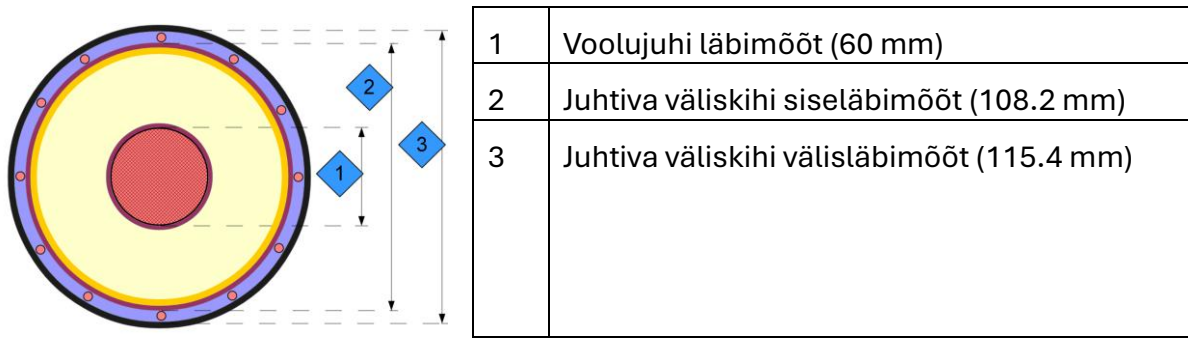 2
3
1
1 Voolujuhi läbimõõt (60 mm)
2 Juhtiva väliskihi siseläbimõõt (108.2 mm)
3 Juhtiva väliskihi välisläbimõõt (115.4 mm)